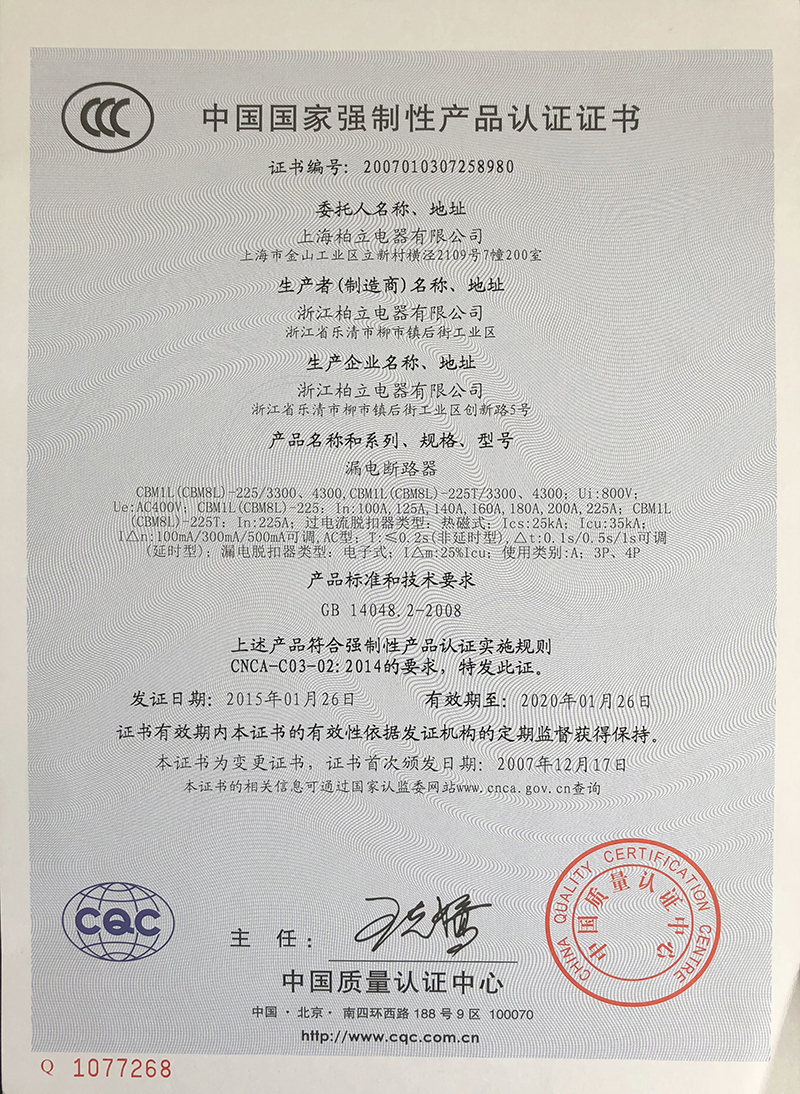 中国国家强制性产品认证证书
证书编号：2007010307258980
委托人名称、地址
上海柏立电器有限公司
上海市金山工业区立新村横泾2109号7幢200室
生产者(制造商)名称、地址
浙江柏立电器有限公司
浙江省乐清市柳市镇后街工业区
生产企业名称、地址
浙江柏立电器有限公司
浙江省乐清市柳市镇后街工业区创新路5号
产品名称和系列、规格、型号
漏电断路器
CBM1L(CBM8L)-225/3300、4300,CBM1L(CBM8L)-225T/3300、4300；Ui:800V；
Ue:AC400V；CBM1L(CBM8L)-225：In:100A,125A,140A,160A,180A,200A,225A；CBM1L
(CBM8L)-225T：In:225A；过电流脱扣器类型：热磁式；Ics:25kA；Icu:35kA；
I△n:100mA/300mA/500mA可调,AC型；T:≤0.2s(非延时型),△t:0.1s/0.5s/1s可调
(延时型)；漏电脱扣器类型：电子式；I△m:25%Icu；使用类别:A；3P、4P
产品标准和技术要求
GB 14048.2-2008
上述产品符合强制性产品认证实施规则
CNCA-C03-02:2014的要求，特发此证。
发证日期：2015年01月26日 有效期至：2020年01月26日
证书有效期内本证书的有效性依据发证机构的定期监督获得保持。
本证书为变更证书，证书首次颁发日期：2007年12月17日
本证书的相关信息可通过国家认监委网站www.cnca.gov.cn查询
CQC
主 任：
CHINA QUALITY CERTIFICATION CENTRE
中国质量认证中心
中国质量认证中心
中国·北京·南四环西路 188 号 9 区 100070
http://www.cqc.com.cn
Q 1077268